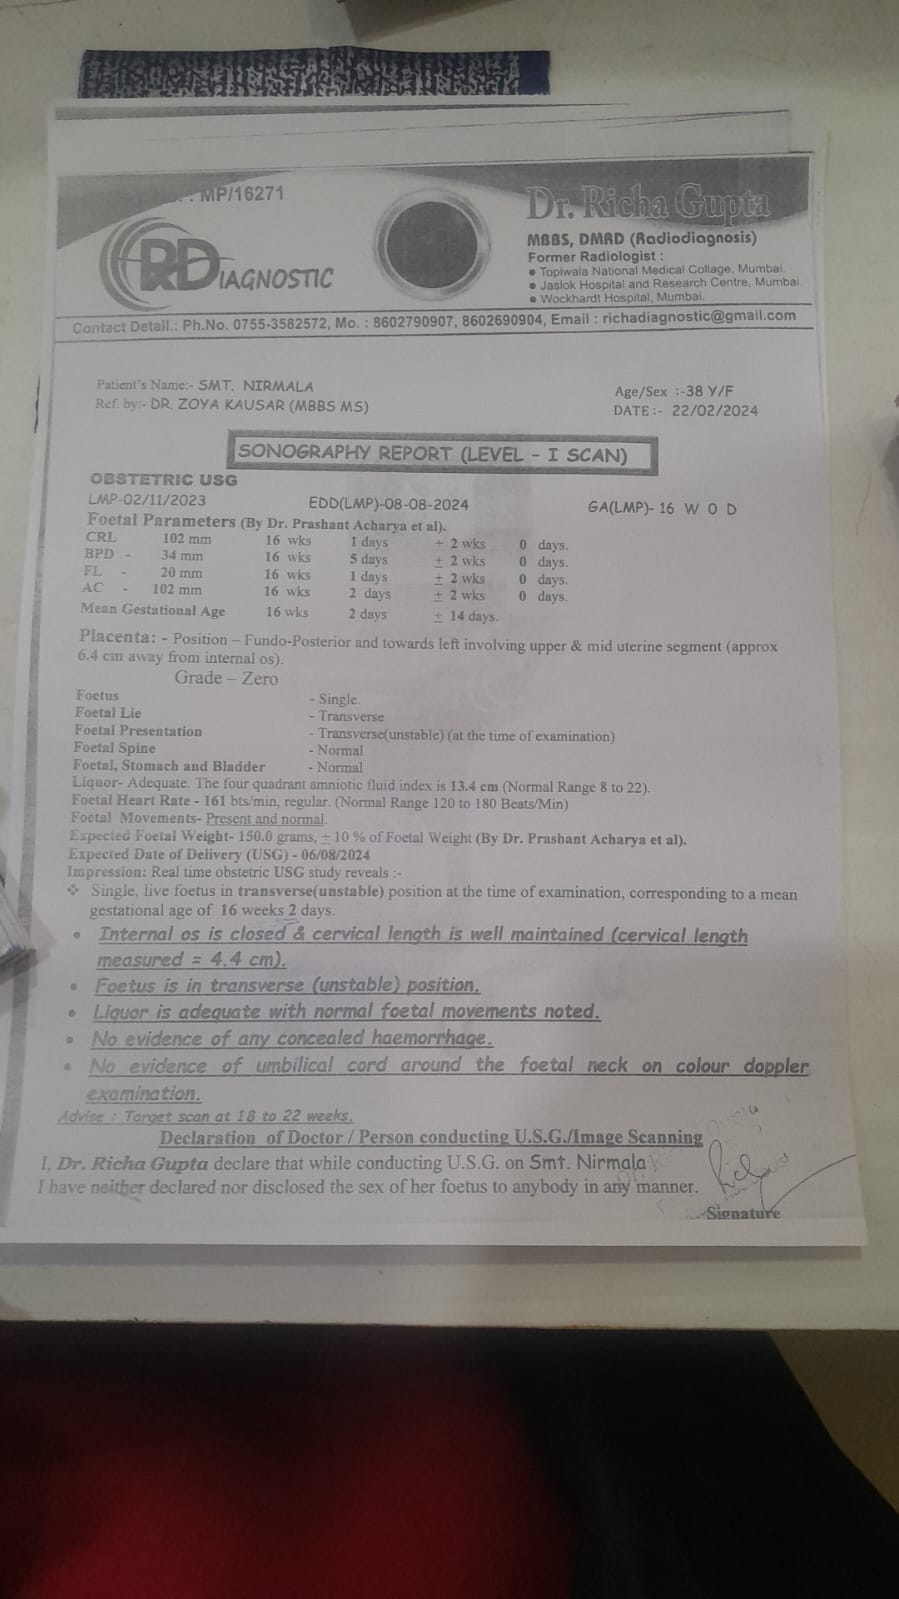 : MP/16271
RDIAGNOSTIC
Dr. Richa Gupta
MBBS, DMRD (Radiodiagnosis)
Former Radiologist :
• Topiwala National Medical Collage, Mumbai.
• Jaslok Hospital and Research Centre, Mumbai.
• Wockhardt Hospital, Mumbai.
Contact Detail.: Ph.No. 0755-3582572, Mo. : 8602790907, 8602690904, Email : richadiagnostic@gmail.com
Patient's Name:- SMT. NIRMALA Age/Sex :-38 Y/F
Ref. by:- DR. ZOYA KAUSAR (MBBS MS) DATE :- 22/02/2024
SONOGRAPHY REPORT (LEVEL - I SCAN)
OBSTETRIC USG
LMP-02/11/2023 EDD(LMP)-08-08-2024 GA(LMP)- 16 W O D
Foetal Parameters (By Dr. Prashant Acharya et al).
CRL 102 mm 16 wks 1 days ± 2 wks 0 days.
BPD - 34 mm 16 wks 5 days ± 2 wks 0 days.
FL - 20 mm 16 wks 1 days ± 2 wks 0 days.
AC - 102 mm 16 wks 2 days ± 2 wks 0 days.
Mean Gestational Age 16 wks 2 days ± 14 days.
Placenta: - Position – Fundo-Posterior and towards left involving upper & mid uterine segment (approx
6.4 cm away from internal os).
Grade – Zero
Foetus - Single.
Foetal Lie - Transverse
Foetal Presentation - Transverse(unstable) (at the time of examination)
Foetal Spine - Normal
Foetal, Stomach and Bladder - Normal
Liquor- Adequate. The four quadrant amniotic fluid index is 13.4 cm (Normal Range 8 to 22).
Foetal Heart Rate - 161 bts/min, regular. (Normal Range 120 to 180 Beats/Min)
Foetal Movements- Present and normal.
Expected Foetal Weight- 150.0 grams, ± 10 % of Foetal Weight (By Dr. Prashant Acharya et al).
Expected Date of Delivery (USG) - 06/08/2024
Impression: Real time obstetric USG study reveals :-
❖ Single, live foetus in transverse(unstable) position at the time of examination, corresponding to a mean
gestational age of 16 weeks 2 days.
• Internal os is closed & cervical length is well maintained (cervical length
measured = 4.4 cm).
• Foetus is in transverse (unstable) position.
• Liquor is adequate with normal foetal movements noted.
• No evidence of any concealed haemorrhage.
• No evidence of umbilical cord around the foetal neck on colour doppler
examination.
Advise : Target scan at 18 to 22 weeks.
Declaration of Doctor / Person conducting U.S.G./Image Scanning
I, Dr. Richa Gupta declare that while conducting U.S.G. on Smt. Nirmala
I have neither declared nor disclosed the sex of her foetus to anybody in any manner.
Signature